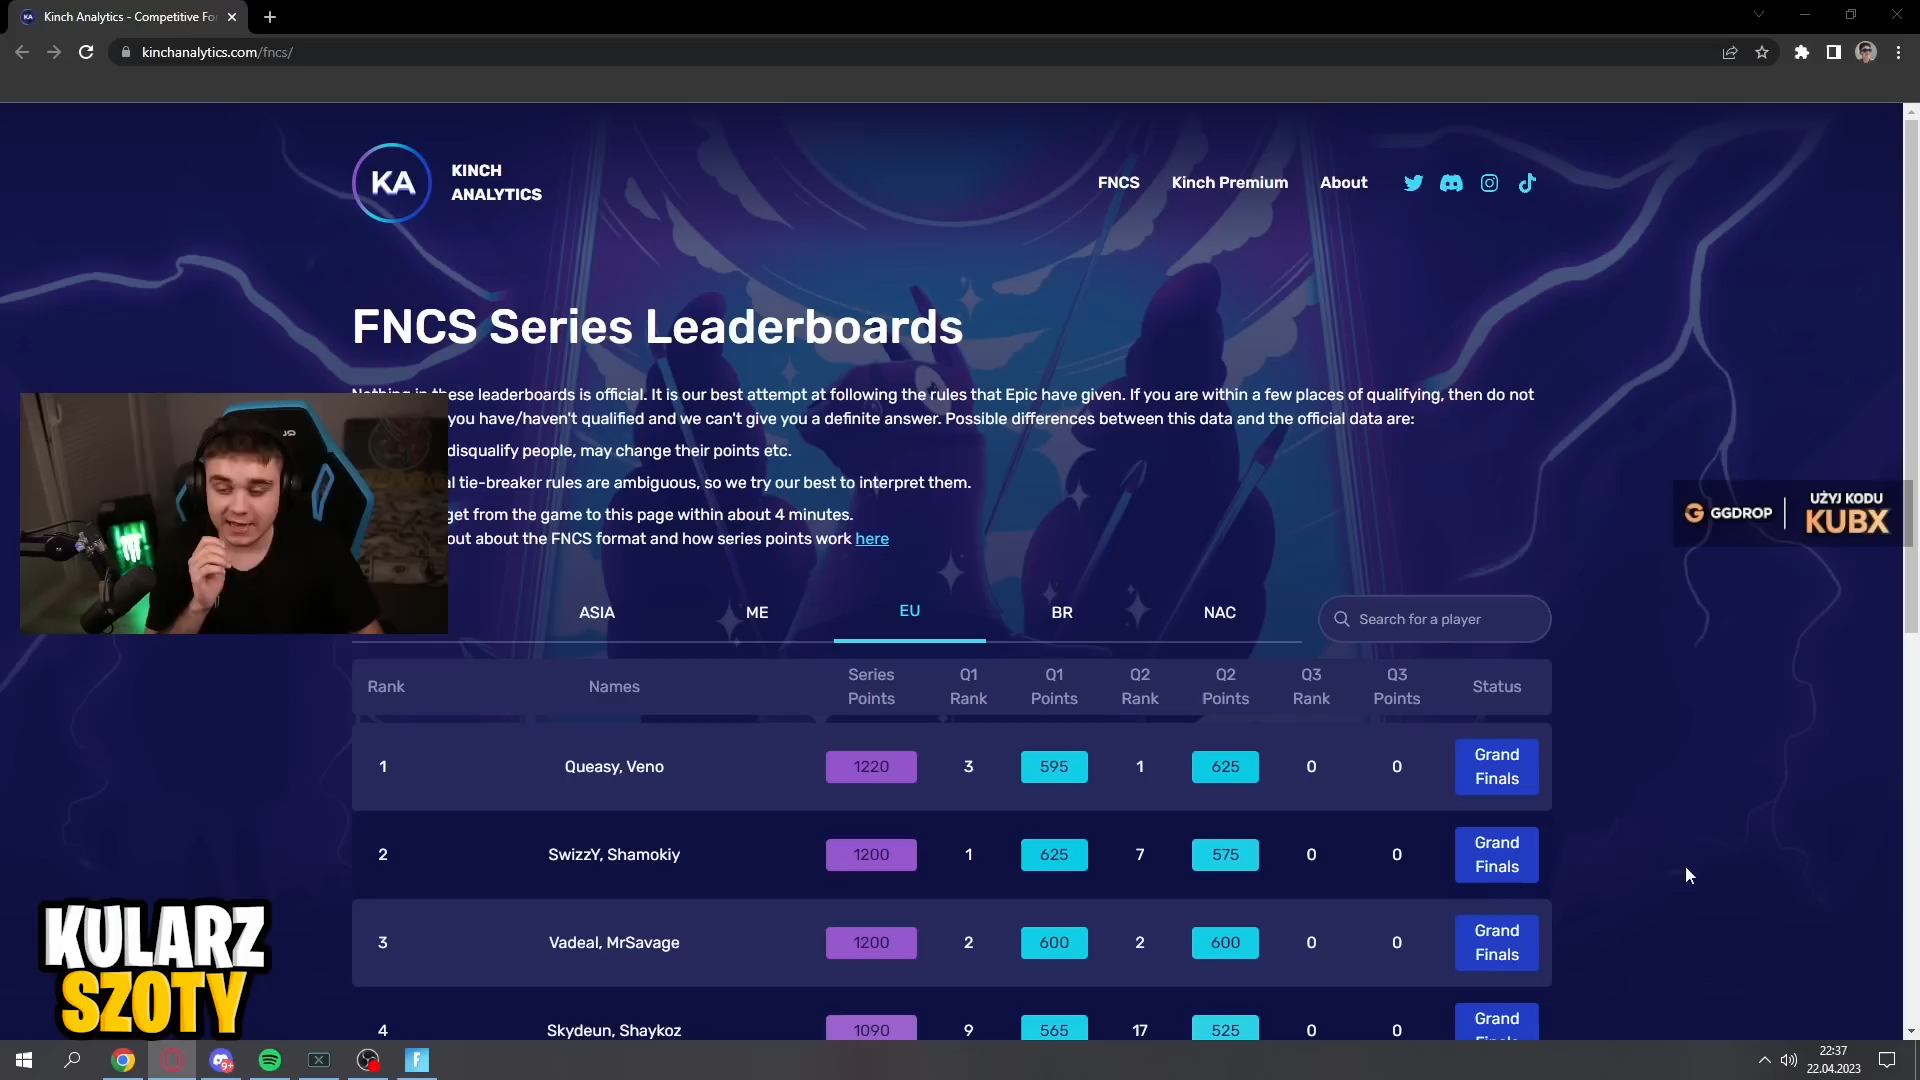 Kinch Analytics - Competitive Fo
kinchanalytics.com/fncs/
KA
KINCH
ANALYTICS
FNCS
Kinch Premium
About
FNCS Series Leaderboards
these leaderboards is official. It is our best attempt at following the rules that Epic have given. If you are within a few places of qualifying, then do not
you have/haven't qualified and we can't give you a definite answer. Possible differences between this data and the official data are:
disqualify people, may change their points etc.
tie-breaker rules are ambiguous, so we try our best to interpret them.
get from the game to this page within about 4 minutes.
out about the FNCS format and how series points work here
GGDROP
UŻYJ KODU
KUBX
ASIA
ME
EU
BR
NAC
Search for a player
Rank
Names
Series Points
Q1 Rank
Q1 Points
Q2 Rank
Q2 Points
Q3 Rank
Q3 Points
Status
1 Queasy, Veno 1220 3 595 1 625 0 0 Grand Finals
2 SwizzY, Shamokiy 1200 1 625 7 575 0 0 Grand Finals
3 Vadeal, MrSavage 1200 2 600 2 600 0 0 Grand Finals
4 Skydeun, Shaykoz 1090 9 565 17 525 0 0 Grand
KULARZ
SZOTY
9+
22:37
22.04.2023